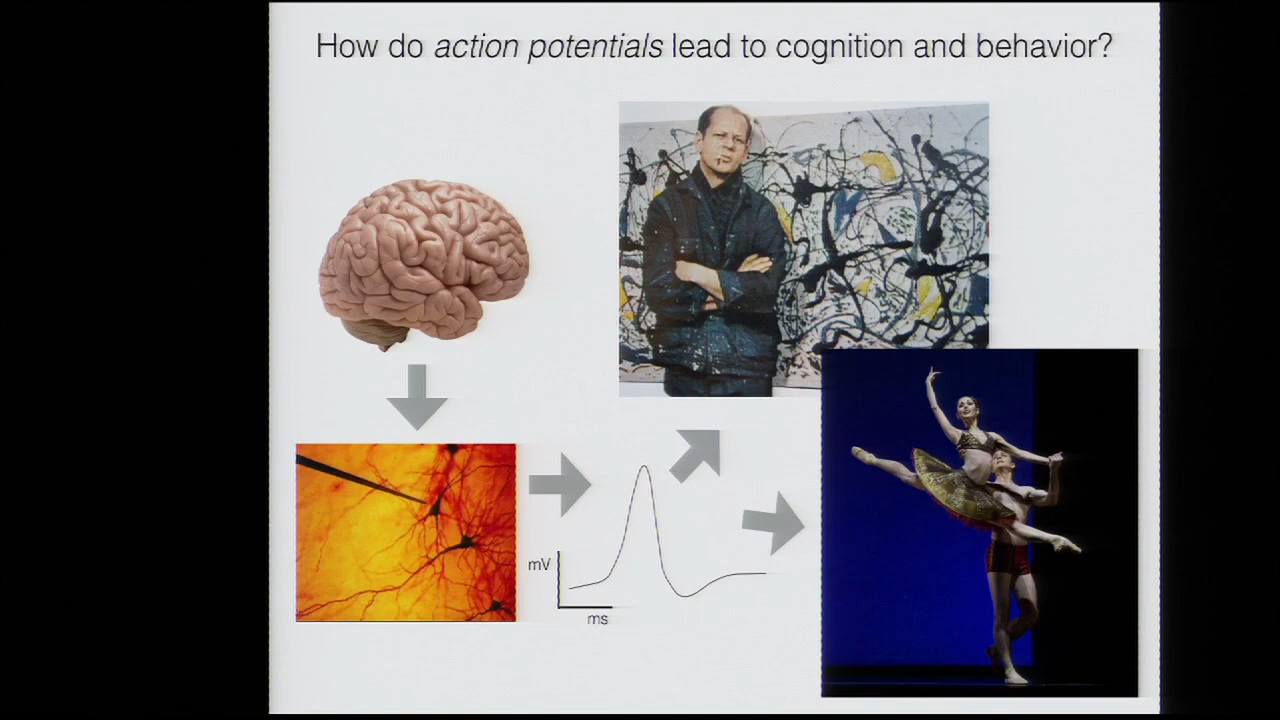 How do action potentials lead to cognition and behavior?
mV
ms